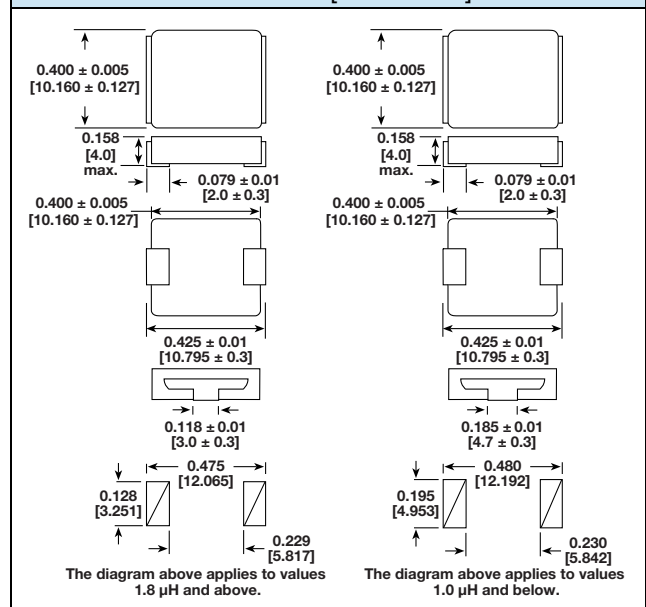 0.400 ± 0.005
[10.160 ± 0.127]
0.158
[4.0]
max.
0.079 ± 0.01
[2.0 ± 0.3]
0.400 ± 0.005
[10.160 ± 0.127]
0.425 ± 0.01
[10.795 ± 0.3]
0.118 ± 0.01
[3.0 ± 0.3]
0.475
[12.065]
0.128
[3.251]
0.229
[5.817]
The diagram above applies to values
1.8 µH and above.
0.400 ± 0.005
[10.160 ± 0.127]
0.158
[4.0]
max.
0.079 ± 0.01
[2.0 ± 0.3]
0.400 ± 0.005
[10.160 ± 0.127]
0.425 ± 0.01
[10.795 ± 0.3]
0.185 ± 0.01
[4.7 ± 0.3]
0.480
[12.192]
0.195
[4.953]
0.230
[5.842]
The diagram above applies to values
1.0 µH and below.